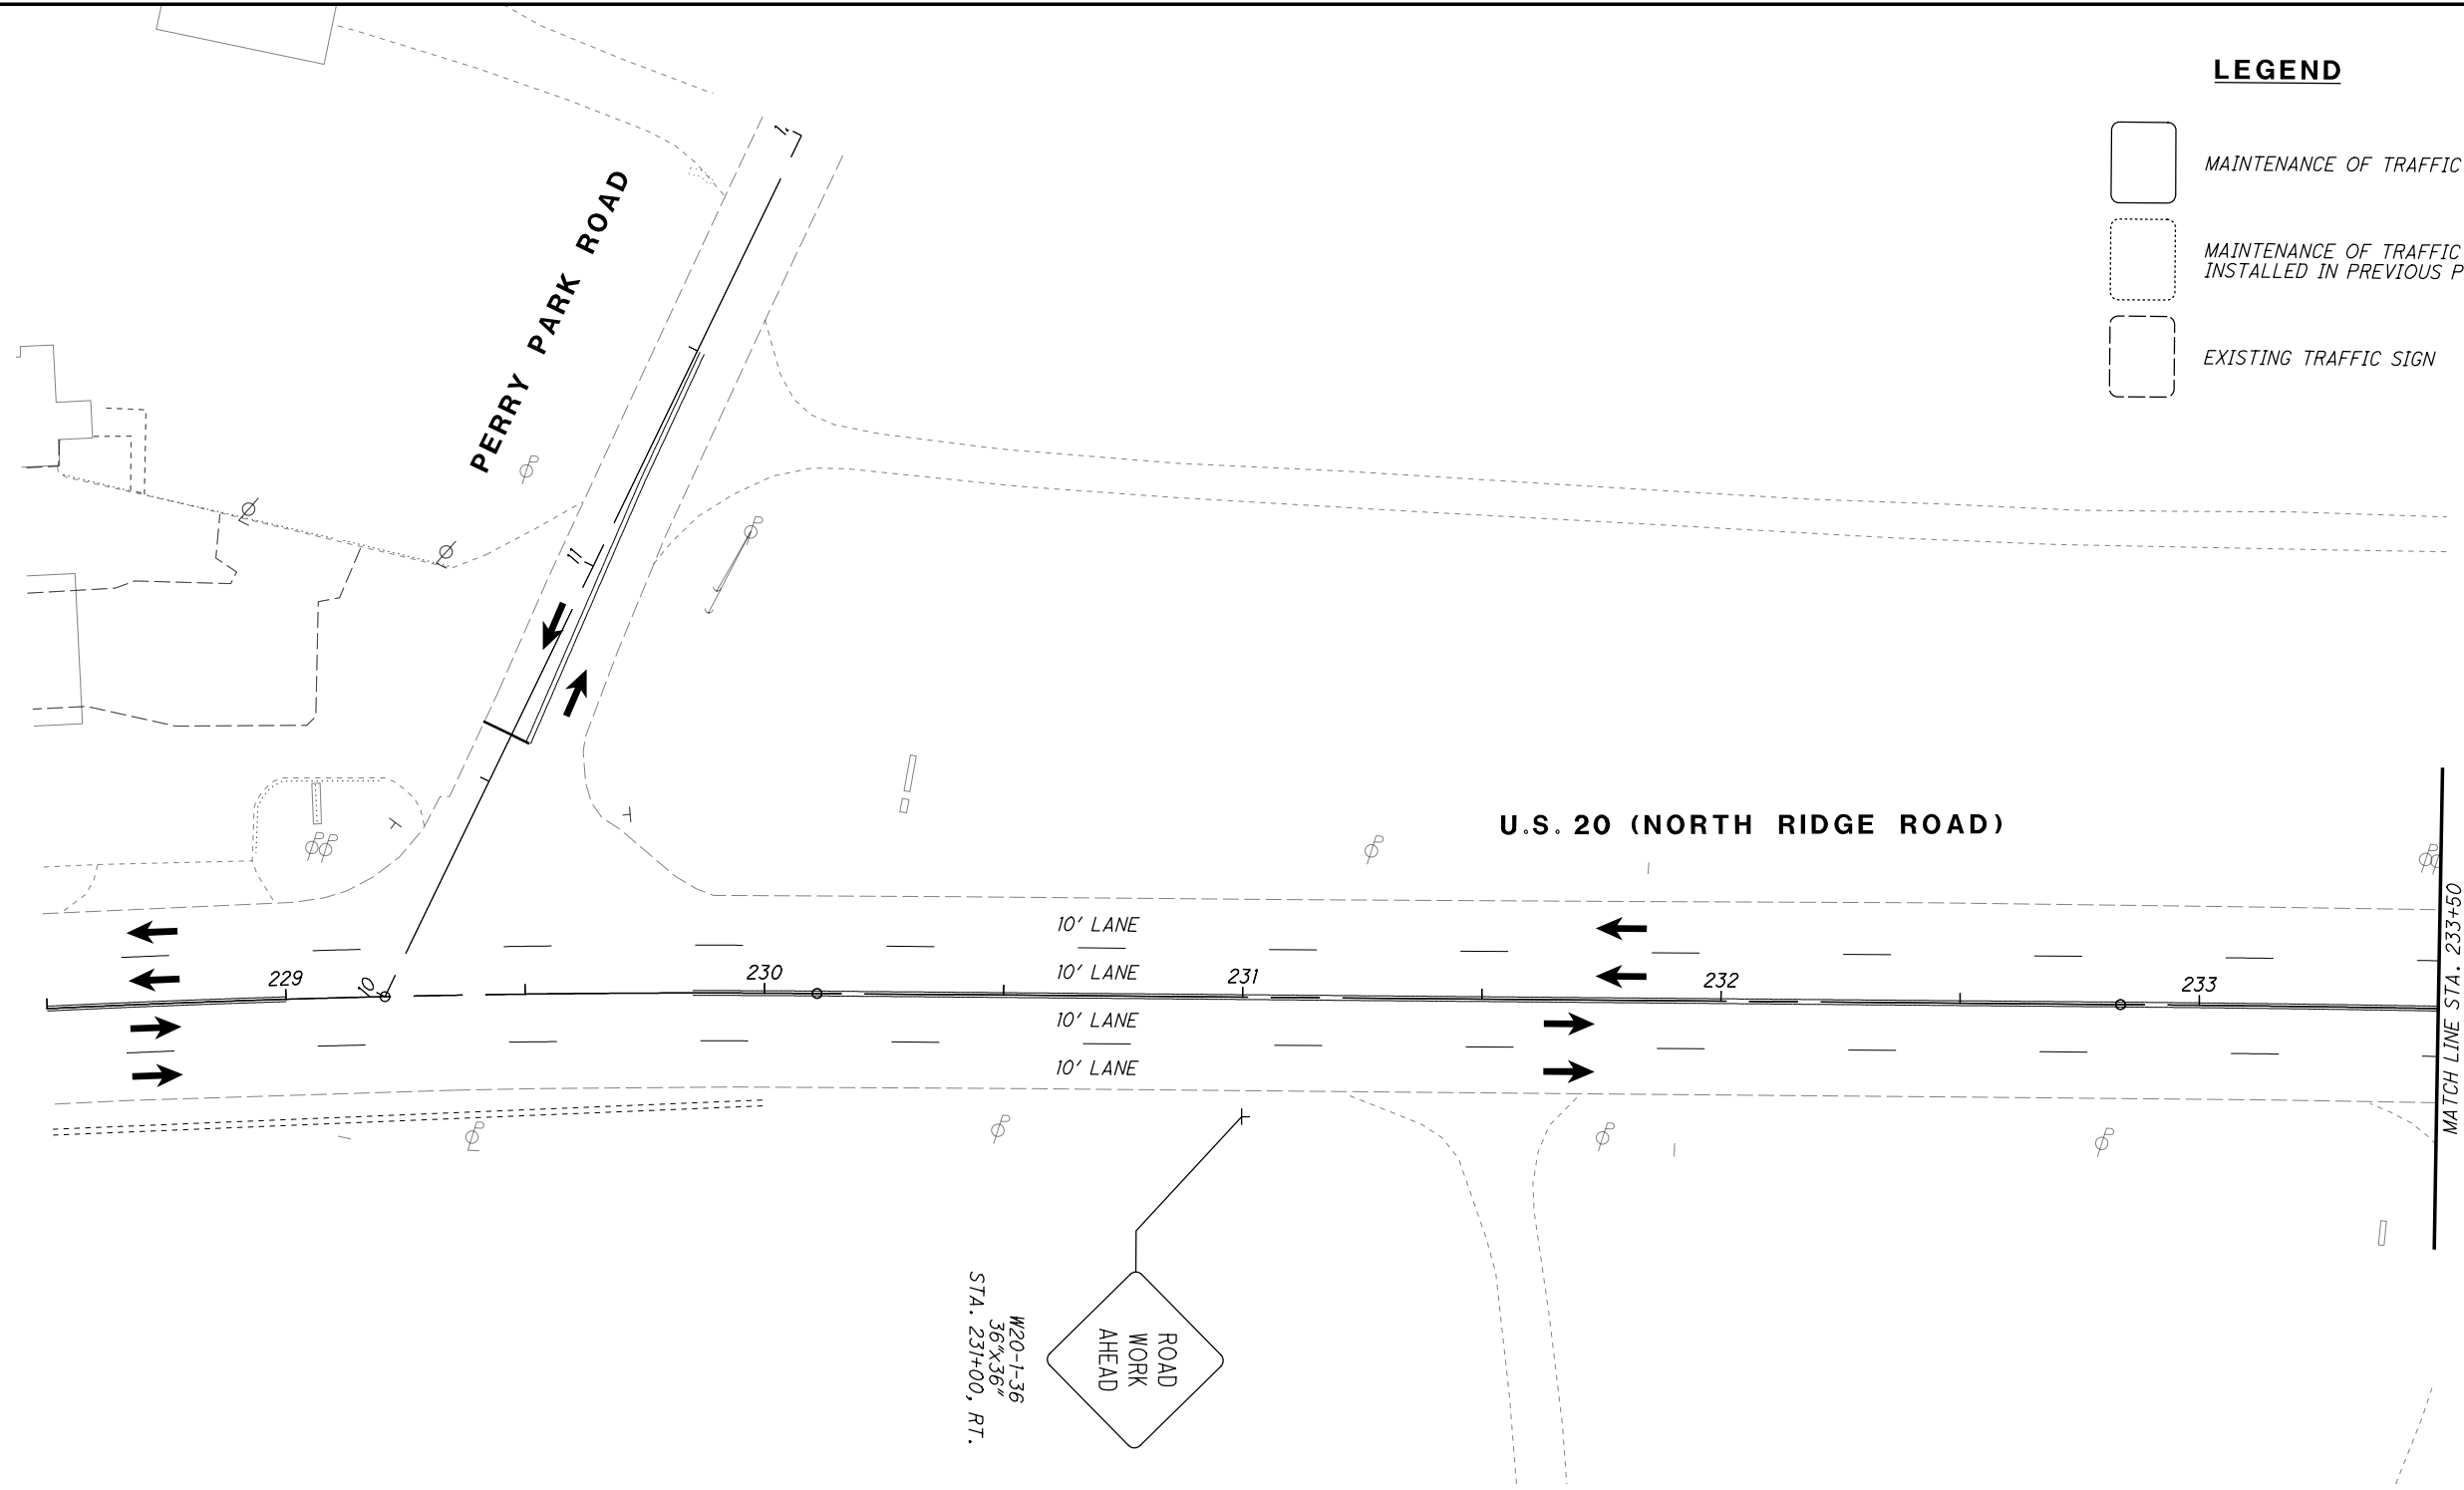 LEGEND
MAINTENANCE OF TRAFFIC
MAINTENANCE OF TRAFFIC
INSTALLED IN PREVIOUS P
EXISTING TRAFFIC SIGN
PERRY PARK ROAD
11
10
U.S. 20 (NORTH RIDGE ROAD)
10' LANE
10' LANE
229
230
231
232
233
10' LANE
10' LANE
MATCH LINE STA. 233+50
ROAD
WORK
AHEAD
W20-1-36
36"x36"
STA. 231+00, RT.